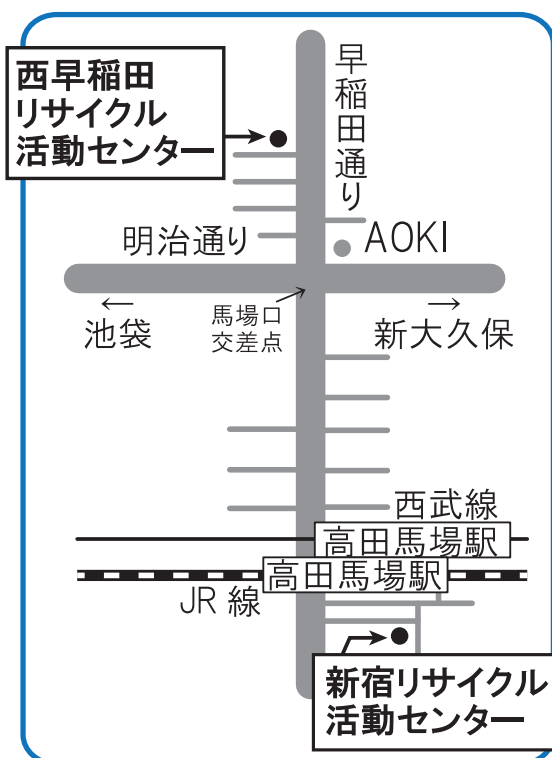 西早稲田
リサイクル
活動センター
早稲田通り
明治通り
AOKI
←
→
池袋
馬場口
交差点
新大久保
西武線
高田馬場駅
高田馬場駅
JR 線
新宿リサイクル
活動センター